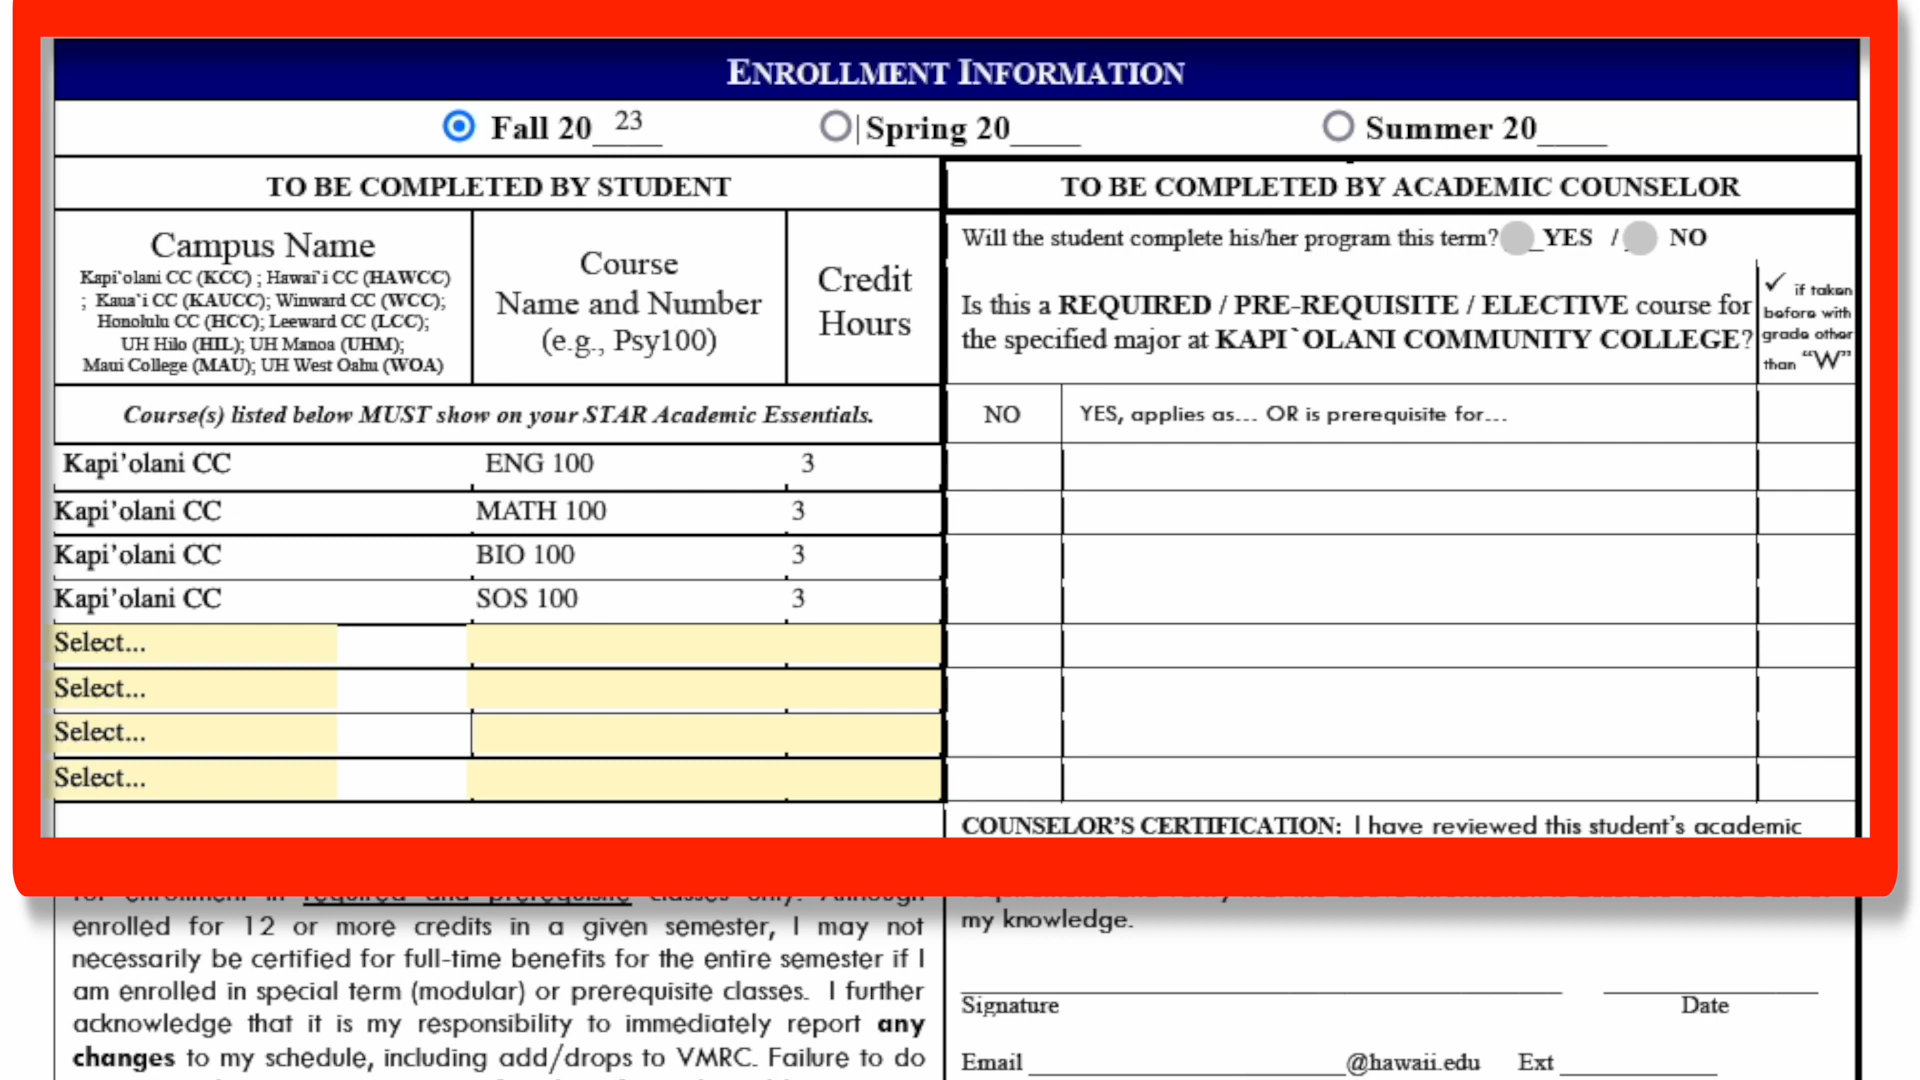 ENROLLMENT INFORMATION
Fall 20 23 Spring 20____ Summer 20____
TO BE COMPLETED BY STUDENT
Campus Name
Kapi`olani CC (KCC) ; Hawai`i CC (HAWCC)
; Kaua`i CC (KAUCC); Winward CC (WCC);
Honolulu CC (HCC); Leeward CC (LCC);
UH Hilo (HIL); UH Manoa (UHM);
Maui College (MAU); UH West Oahu (WOA)
Course
Name and Number
(e.g., Psy100)
Credit
Hours
Course(s) listed below MUST show on your STAR Academic Essentials.
Kapi’olani CC ENG 100 3
Kapi’olani CC MATH 100 3
Kapi’olani CC BIO 100 3
Kapi’olani CC SOS 100 3
Select...
Select...
Select...
Select...
TO BE COMPLETED BY ACADEMIC COUNSELOR
Will the student complete his/her program this term? _YES / NO
Is this a REQUIRED / PRE-REQUISITE / ELECTIVE course for
the specified major at KAPI`OLANI COMMUNITY COLLEGE?
✓ if taken
before with
grade other
than “W”
NO YES, applies as... OR is prerequisite for...
COUNSELOR’S CERTIFICATION: I have reviewed this student’s academic
enrolled for 12 or more credits in a given semester, I may not
necessarily be certified for full-time benefits for the entire semester if I
am enrolled in special term (modular) or prerequisite classes. I further
acknowledge that it is my responsibility to immediately report any
changes to my schedule, including add/drops to VMRC. Failure to do
my knowledge.
Signature Date
Email ____@hawaii.edu Ext ____